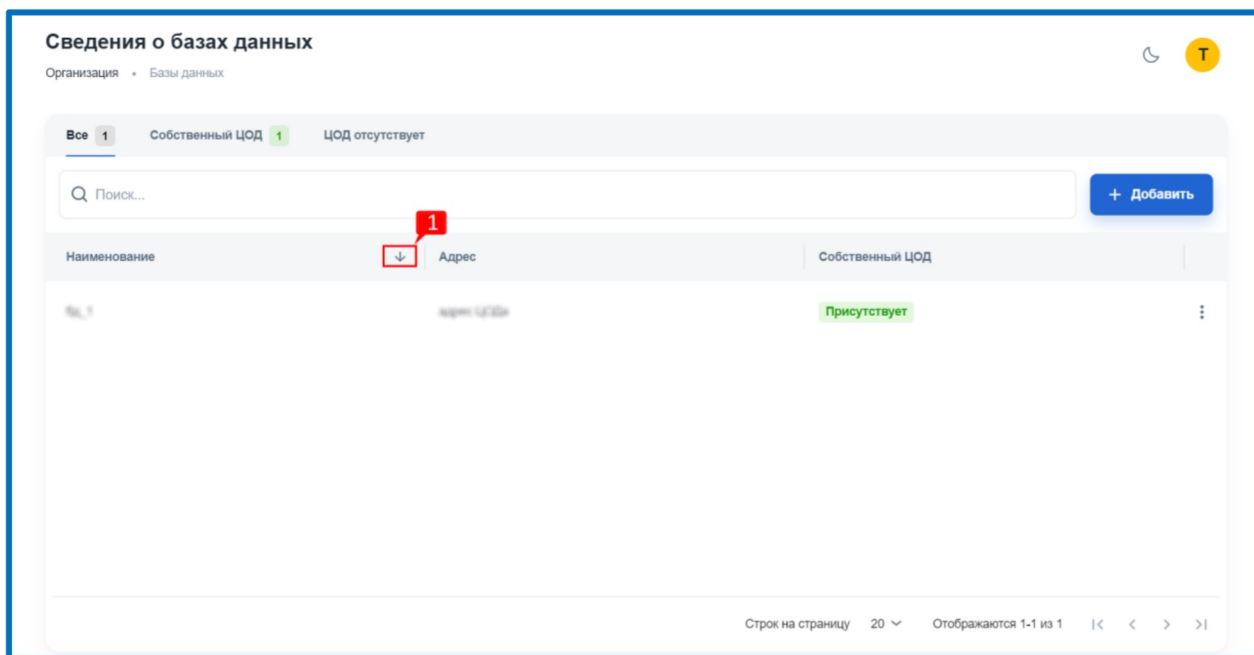 Сведения о базах данных
Организация • Базы данных
T
Все 1 Собственный ЦОД 1 ЦОД отсутствует
Поиск...
+ Добавить
1
Наименование Адрес Собственный ЦОД
Присутствует
Строк на страницу 20 Отображаются 1-1 из 1